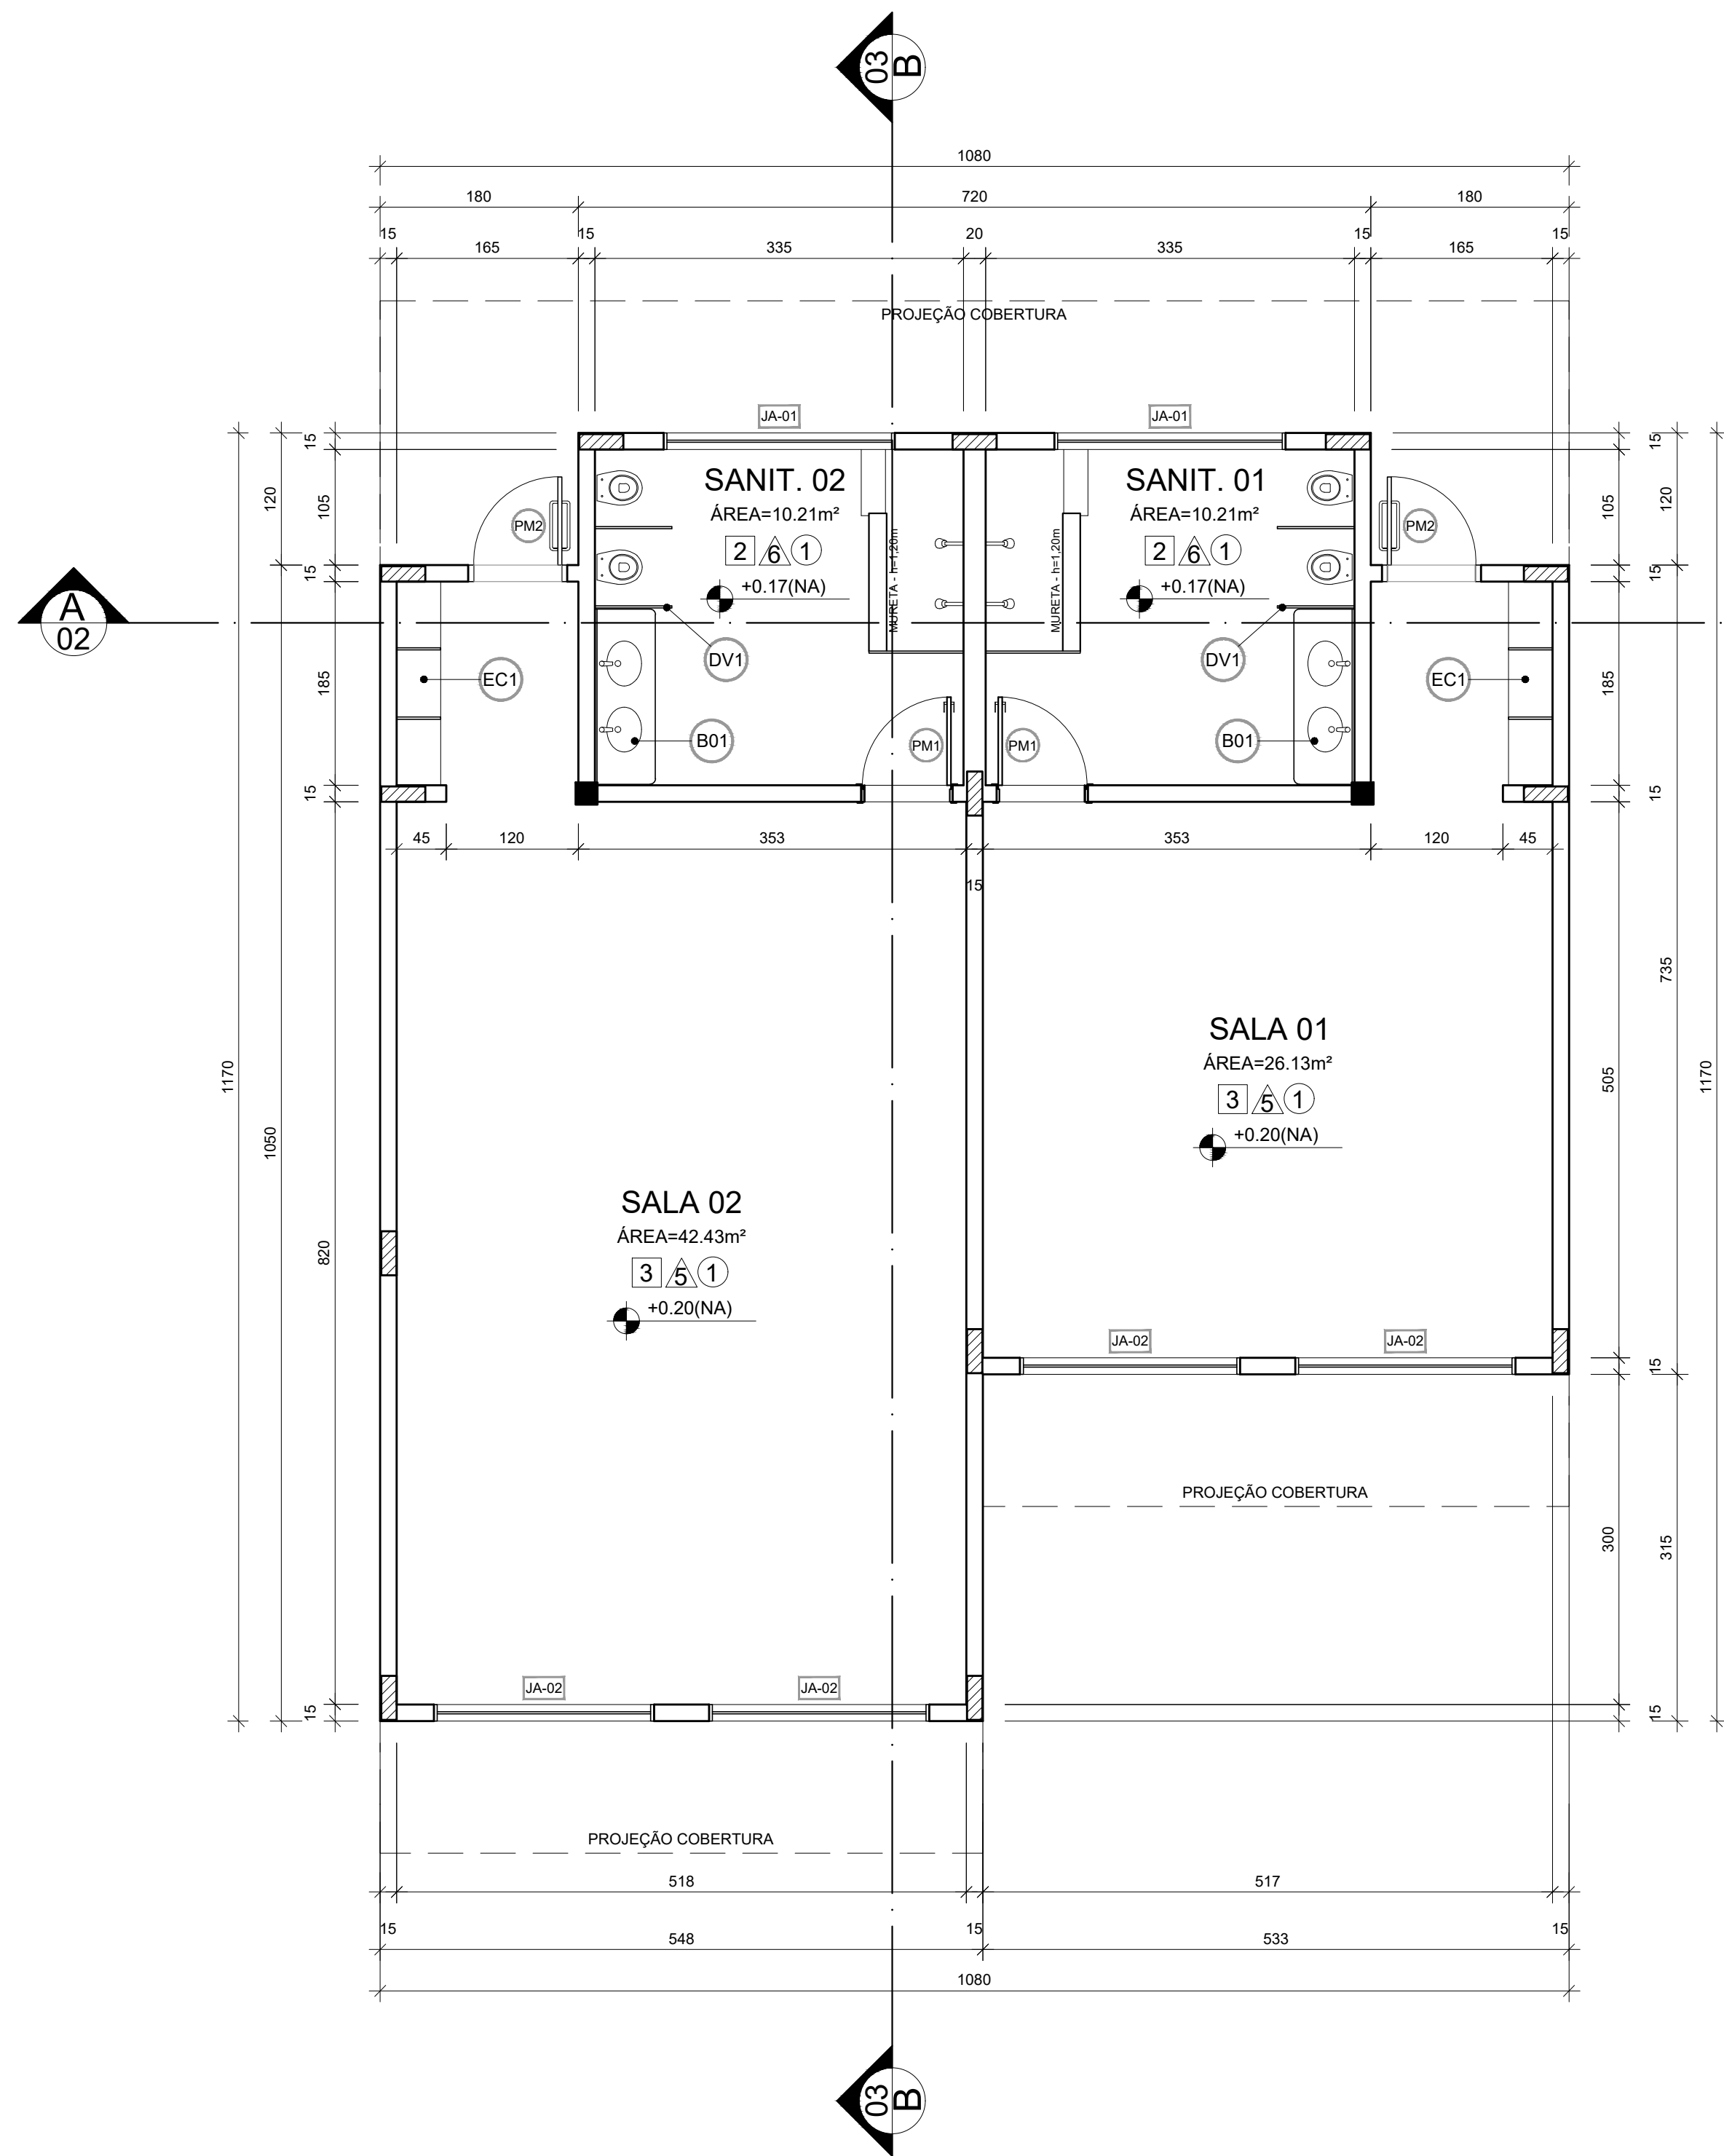 03
B
1080
180
720
180
15
15
20
15
15
165
335
335
165
PROJEÇÃO COBERTURA
JA-01
JA-01
15
15
SANIT. 02
SANIT. 01
ÁREA=10.21m²
ÁREA=10.21m²
120
105
105
120
PM2
PM2
2 6 1
2 6 1
MURETA - h=1,20m
MURETA - h=1,20m
15
15
+0.17(NA)
+0.17(NA)
A
02
DV1
DV1
EC1
EC1
185
185
B01
B01
PM1
PM1
15
15
45
120
353
353
120
45
15
735
SALA 01
ÁREA=26.13m²
1170
505
1170
3 5 1
1050
+0.20(NA)
SALA 02
ÁREA=42.43m²
820
3 5 1
+0.20(NA)
JA-02
JA-02
15
PROJEÇÃO COBERTURA
300
315
JA-02
JA-02
15
15
PROJEÇÃO COBERTURA
518
517
15
15
15
548
533
1080
03
B